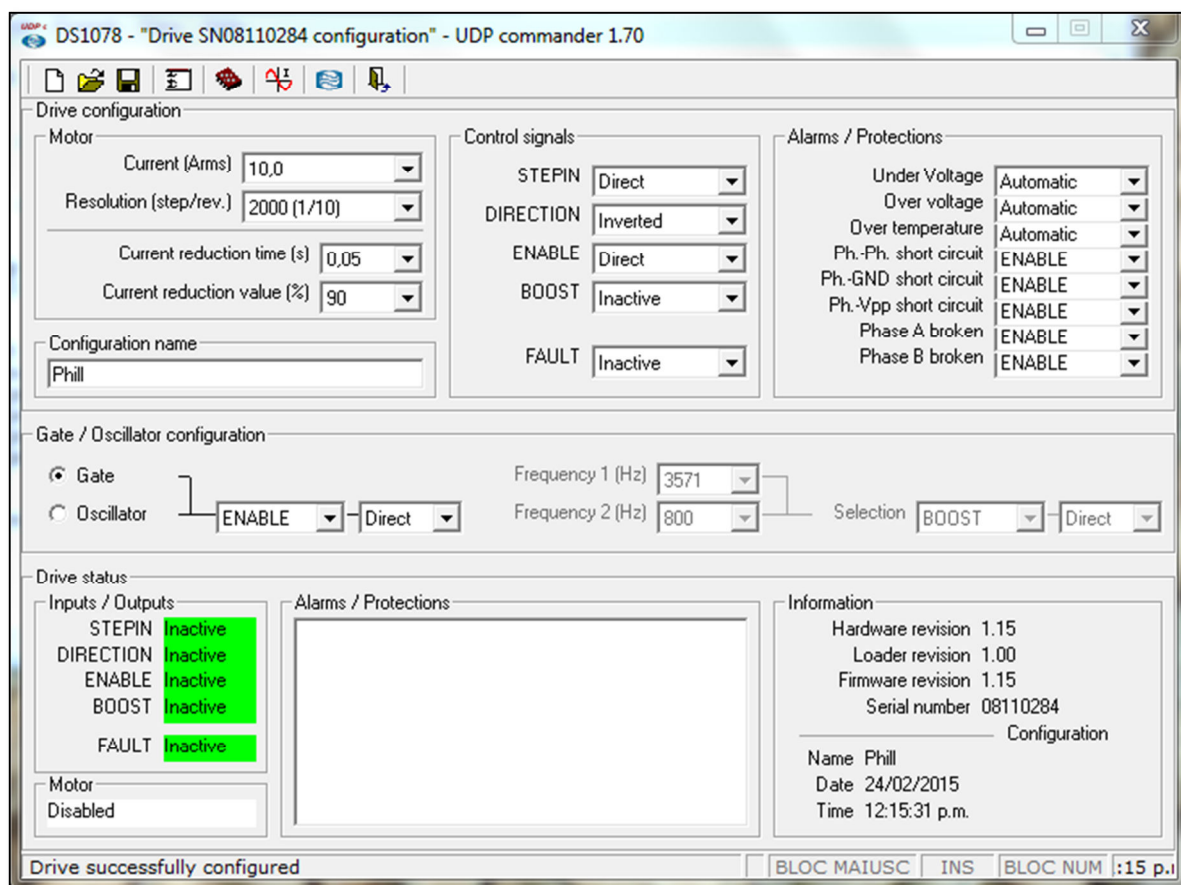 DS1078 - "Drive SN08110284 configuration" - UDP commander 1.70
Drive configuration
Motor
Current (Arms) 10,0
Resolution (step/rev.) 2000 (1/10)
Current reduction time (s) 0,05
Current reduction value (%) 90
Configuration name
Phill
Control signals
STEPIN Direct
DIRECTION Inverted
ENABLE Direct
BOOST Inactive
FAULT Inactive
Alarms / Protections
Under Voltage Automatic
Over voltage Automatic
Over temperature Automatic
Ph.-Ph. short circuit ENABLE
Ph.-GND short circuit ENABLE
Ph.-Vpp short circuit ENABLE
Phase A broken ENABLE
Phase B broken ENABLE
Gate / Oscillator configuration
Gate
Oscillator
ENABLE Direct
Frequency 1 (Hz) 3571
Frequency 2 (Hz) 800
Selection BOOST Direct
Drive status
Inputs / Outputs
STEPIN Inactive
DIRECTION Inactive
ENABLE Inactive
BOOST Inactive
FAULT Inactive
Motor
Disabled
Alarms / Protections
Information
Hardware revision 1.15
Loader revision 1.00
Firmware revision 1.15
Serial number 08110284
Configuration
Name Phill
Date 24/02/2015
Time 12:15:31 p.m.
Drive successfully configured
BLOC MAIUSC INS BLOC NUM :15 p.